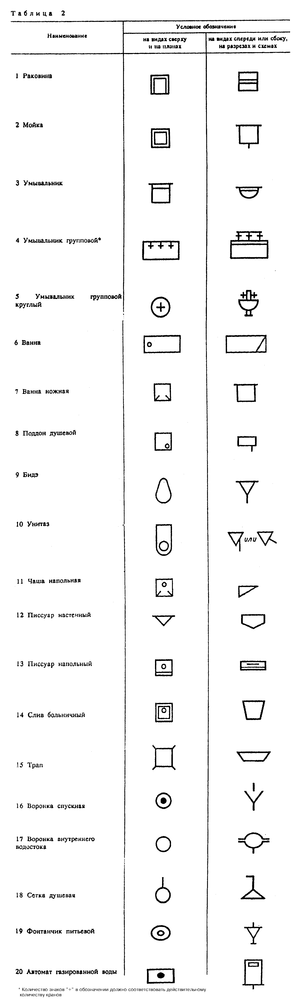 Таблица 2
Условное обозначение
Наименование
на видах сверху
и на планах
на видах спереди или сбоку,
на разрезах и схемах
1 Раковина
2 Мойка
3 Умывальник
4 Умывальник групповой*
5 Умывальник групповой
круглый
6 Ванна
7 Ванна ножная
8 Поддон душевой
9 Бидэ
10 Унитаз
или
11 Чаша напольная
12 Писсуар настенный
13 Писсуар напольный
14 Слив больничный
15 Трап
16 Воронка спускная
17 Воронка внутреннего
водостока
18 Сетка душевая
19 Фонтанчик питьевой
20 Автомат газированной воды
* Количество знаков "+" в обозначении должно соответствовать действительному
количеству кранов